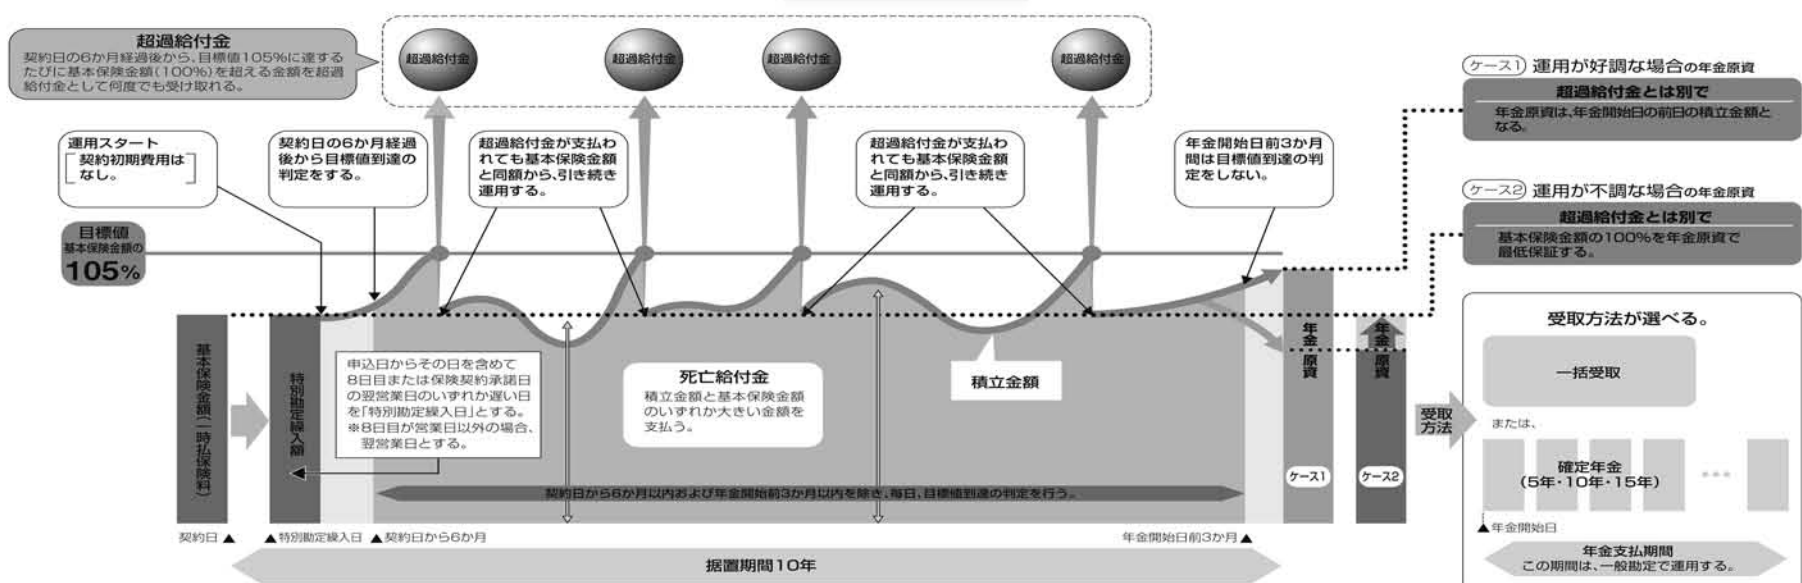 超過給付金
契約日の6か月経過後から、目標値105%に達する
たびに基本保険金額(100%)を超える金額を超過
給付金として何度でも受け取れる。
超過給付金
超過給付金
超過給付金
超過給付金
運用スタート
契約初期費用は
なし。
契約日の6か月経過
後から目標値到達の
判定をする。
超過給付金が支払わ
れても基本保険金額
と同額から、引き続き
運用する。
超過給付金が支払わ
れても基本保険金額
と同額から、引き続き
運用する。
年金開始日前3か月
間は目標値到達の判
定をしない。
目標値
基本保険金額の
105%
基本保険金額(一時払保険料)
特別勘定繰入額
申込日からその日を含めて
8日目または保険契約承諾日
の翌営業日のいずれか遅い日
を「特別勘定繰入日」とする。
※8日目が営業日以外の場合、
翌営業日とする。
死亡給付金
積立金額と基本保険金額
のいずれか大きい金額を
支払う。
積立金額
契約日から6か月以内および年金開始前3か月以内を除き、毎日、目標値到達の判定を行う。
年金原資
ケース1
年金原資
ケース2
契約日▲
▲特別勘定繰入日
▲契約日から6か月
年金開始日前3か月▲
据置期間10年
ケース1 運用が好調な場合の年金原資
超過給付金とは別で
年金原資は、年金開始日の前日の積立金額と
なる。
ケース2 運用が不調な場合の年金原資
超過給付金とは別で
基本保険金額の100%を年金原資で
最低保証する。
受取
方法
受取方法が選べる。
一括受取
または、
確定年金
(5年・10年・15年)
▲年金開始日
年金支払期間
この期間は、一般勘定で運用する。